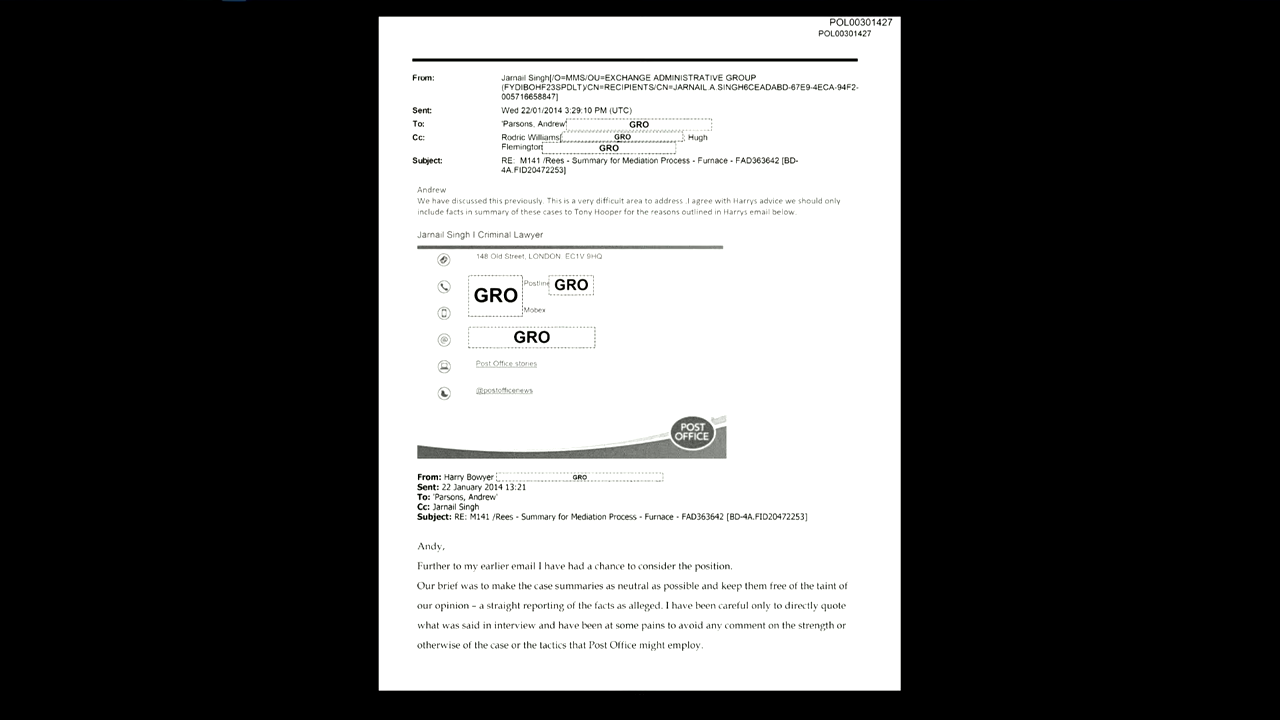 POL00301427
POL00301427
From: Jarnail Singh[/O=MMS/OU=EXCHANGE ADMINISTRATIVE GROUP
(FYDIBOHF23SPDLT)/CN=RECIPIENTS/CN=JARNAIL.A.SINGH6CEADABD-67E9-4ECA-94F2-
005716658847]
Sent: Wed 22/01/2014 3:29:10 PM (UTC)
To: 'Parsons, Andrew' GRO
Cc: Rodric Williams[ GRO ; Hugh
Flemington GRO
Subject: RE: M141 /Rees - Summary for Mediation Process - Furnace - FAD363642 [BD-
4A.FID20472253]
Andrew
We have discussed this previously. This is a very difficult area to address .I agree with Harrys advice we should only
include facts in summary of these cases to Tony Hooper for the reasons outlined in Harrys email below.
Jarnail Singh I Criminal Lawyer
148 Old Street, LONDON. EC1V 9HQ
GRO Postline GRO
Mobex
GRO
Post Office stories
@postofficenews
POST
OFFICE
From: Harry Bowyer GRO
Sent: 22 January 2014 13:21
To: 'Parsons, Andrew'
Cc: Jarnail Singh
Subject: RE: M141 /Rees - Summary for Mediation Process - Furnace - FAD363642 [BD-4A.FID20472253]
Andy,
Further to my earlier email I have had a chance to consider the position.
Our brief was to make the case summaries as neutral as possible and keep them free of the taint of
our opinion – a straight reporting of the facts as alleged. I have been careful only to directly quote
what was said in interview and have been at some pains to avoid any comment on the strength or
otherwise of the case or the tactics that Post Office might employ.